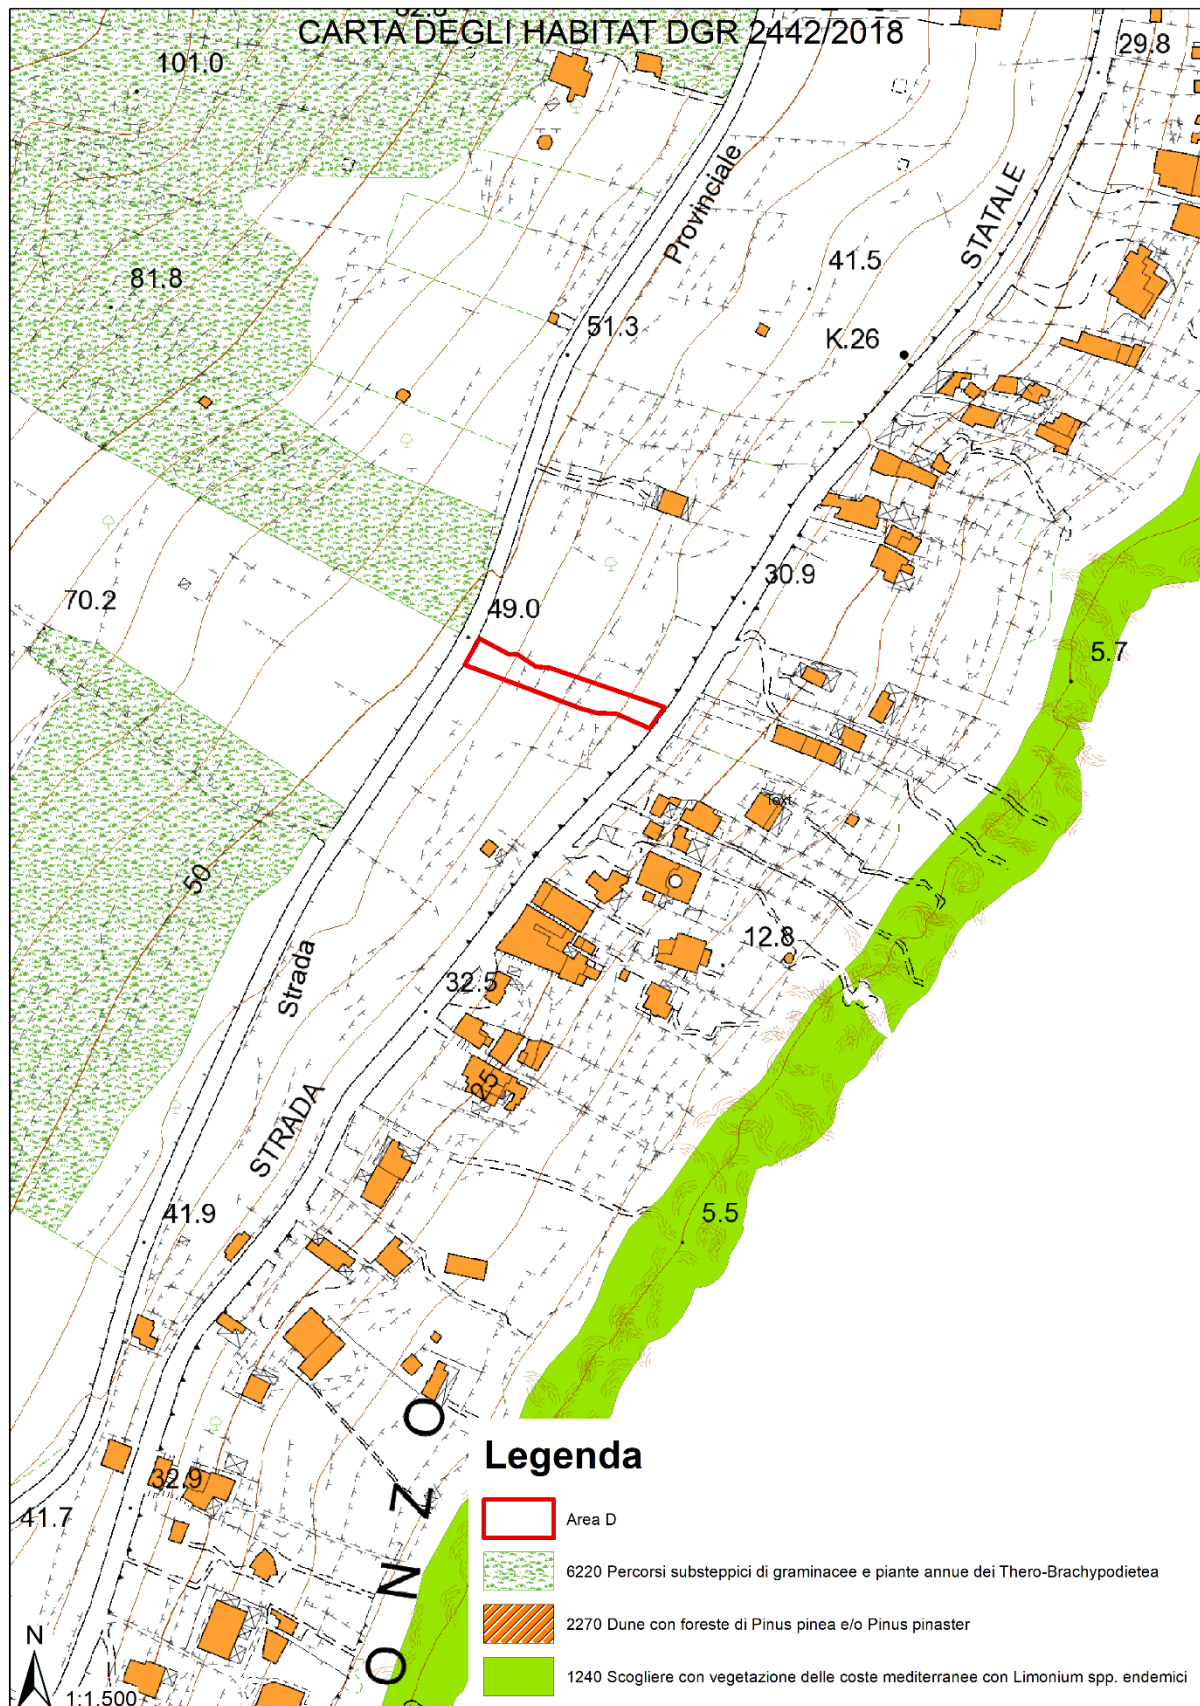 62.8
CARTA DEGLI HABITAT DGR 2442/2018
29.8
101.0
Provinciale
STATALE
81.8
41.5
51.3
K.26
30.9
70.2
49.0
5.7
Text
50
12.8
Strada
32.5
25
STRADA
41.9
5.5
32.9
41.7
O N Z O
Legenda
Area D
6220 Percorsi substeppici di graminacee e piante annue dei Thero-Brachypodietea
2270 Dune con foreste di Pinus pinea e/o Pinus pinaster
1240 Scogliere con vegetazione delle coste mediterranee con Limonium spp. endemici
N
1:1.500